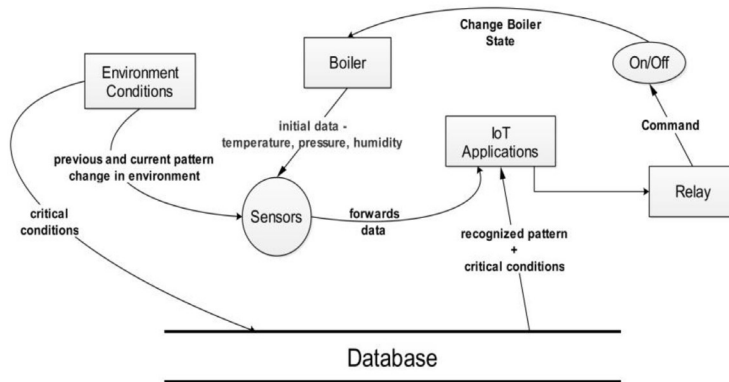 Change Boiler
State
On/Off
Boiler
Environment
Conditions
initial data -
temperature, pressure, humidity
IoT
Applications
Command
previous and current pattern
change in environment
Relay
critical
conditions
Sensors
forwards
data
recognized pattern
+
critical conditions
Database